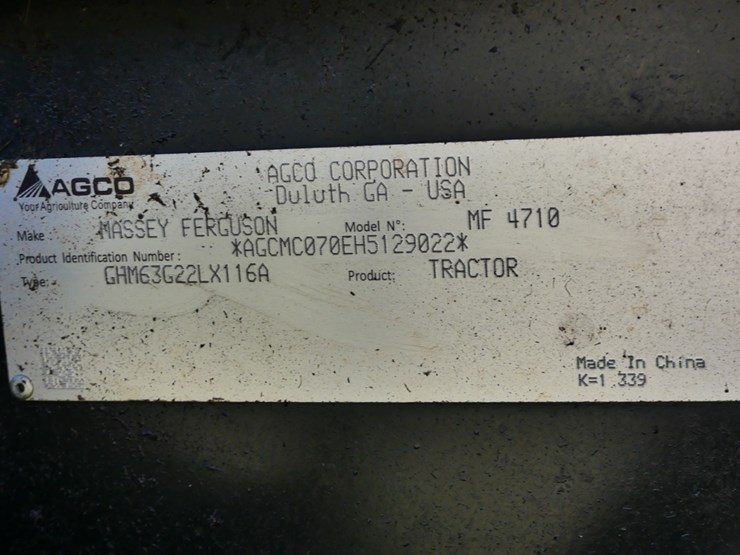 AGCO
Your Agriculture Company
AGCO CORPORATION
Duluth GA - USA
Make : MASSEY FERGUSON Model N°: MF 4710
Product Identification Number : *AGCMC070EH5129022*
Type: GHM63G22LX116A Product: TRACTOR
Made In China
K=1.339